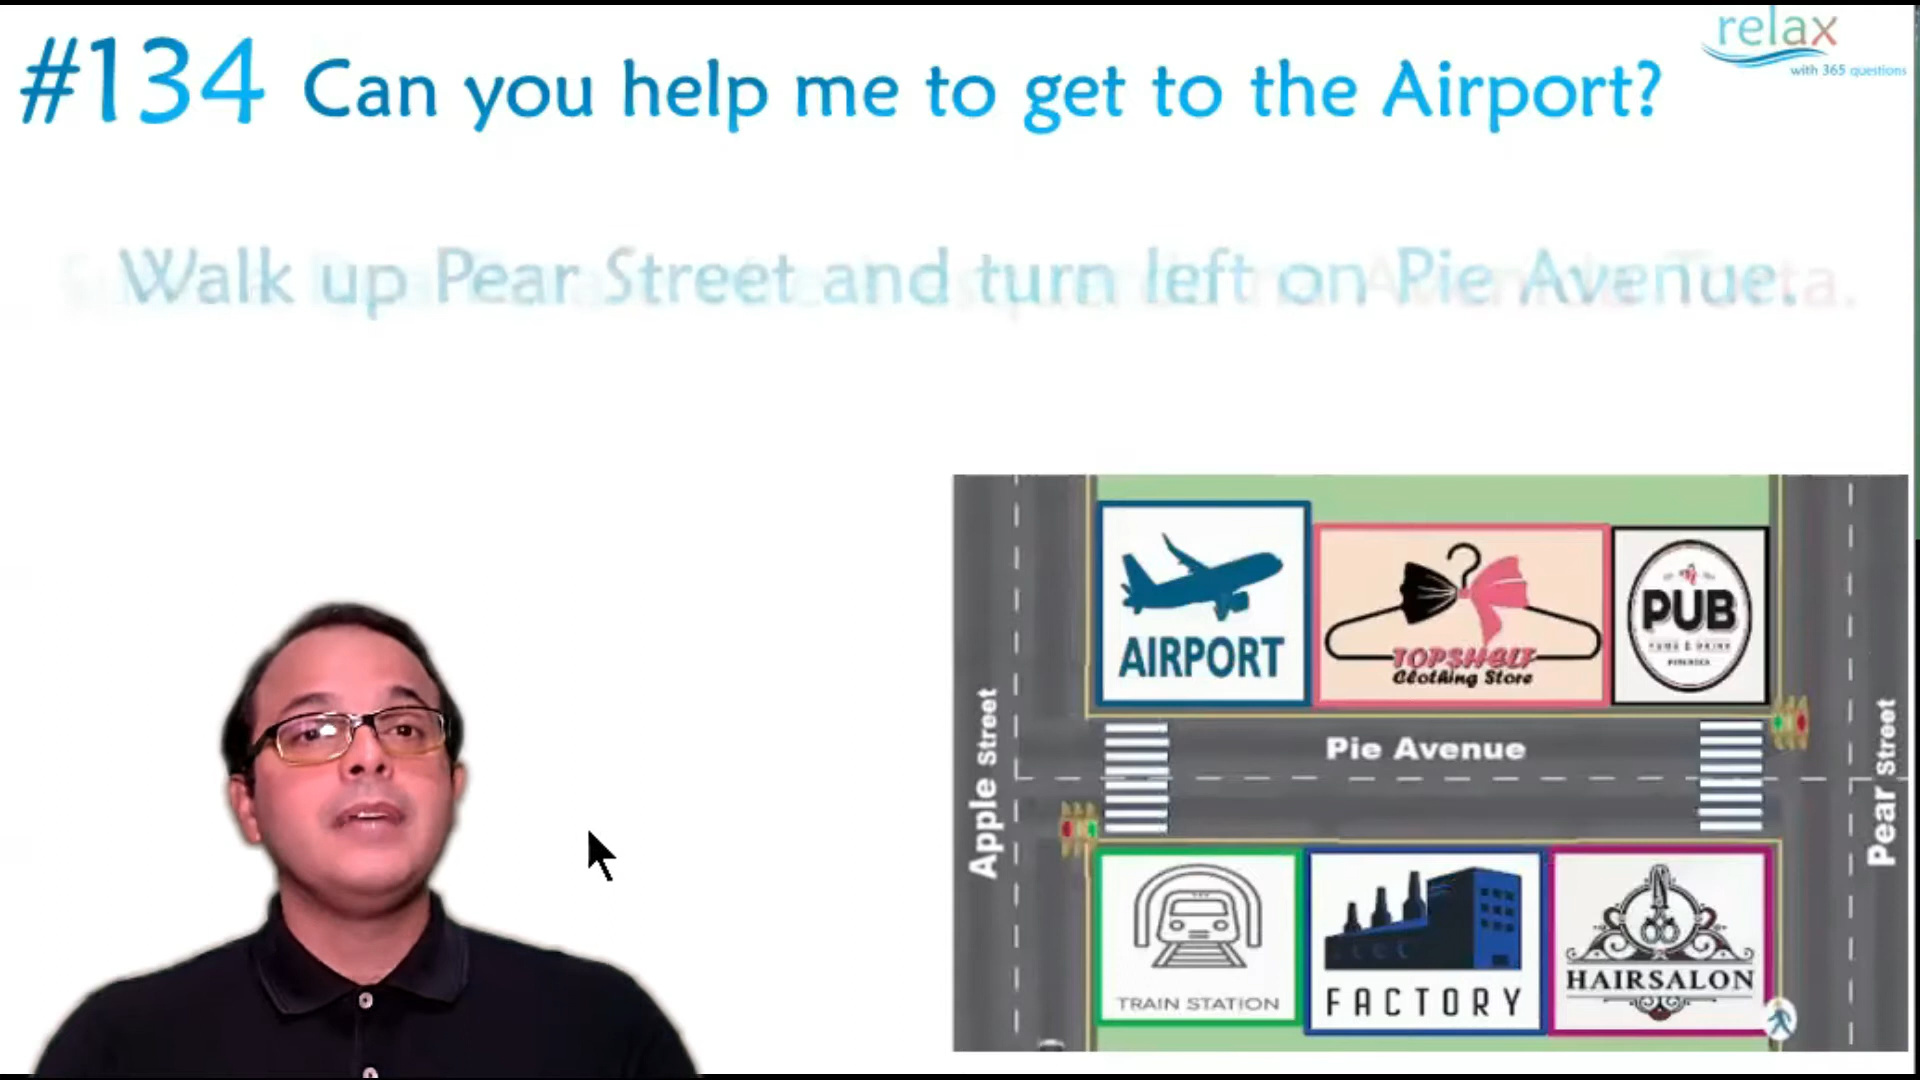 relax
with 365 questions
#134 Can you help me to get to the Airport?
Walk up Pear Street and turn left on Pie Avenue.
AIRPORT
TOPSHELF
Clothing Store
PUB
Apple Street
Pie Avenue
Pear Street
TRAIN STATION
FACTORY
HAIRSALON